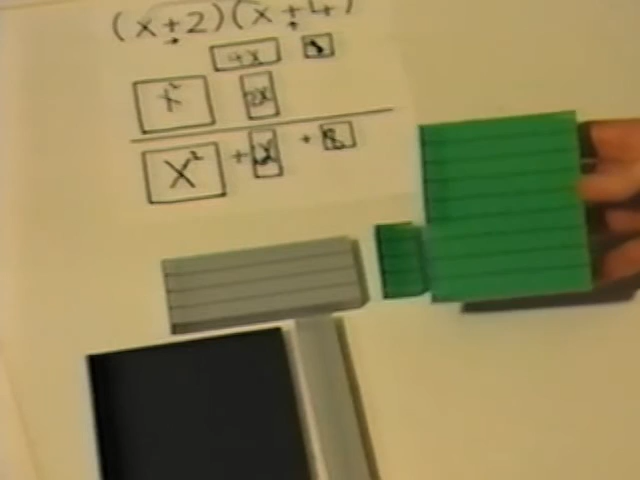 (x+2)(x+4)
4x 8
x² 2x
x² + + 8